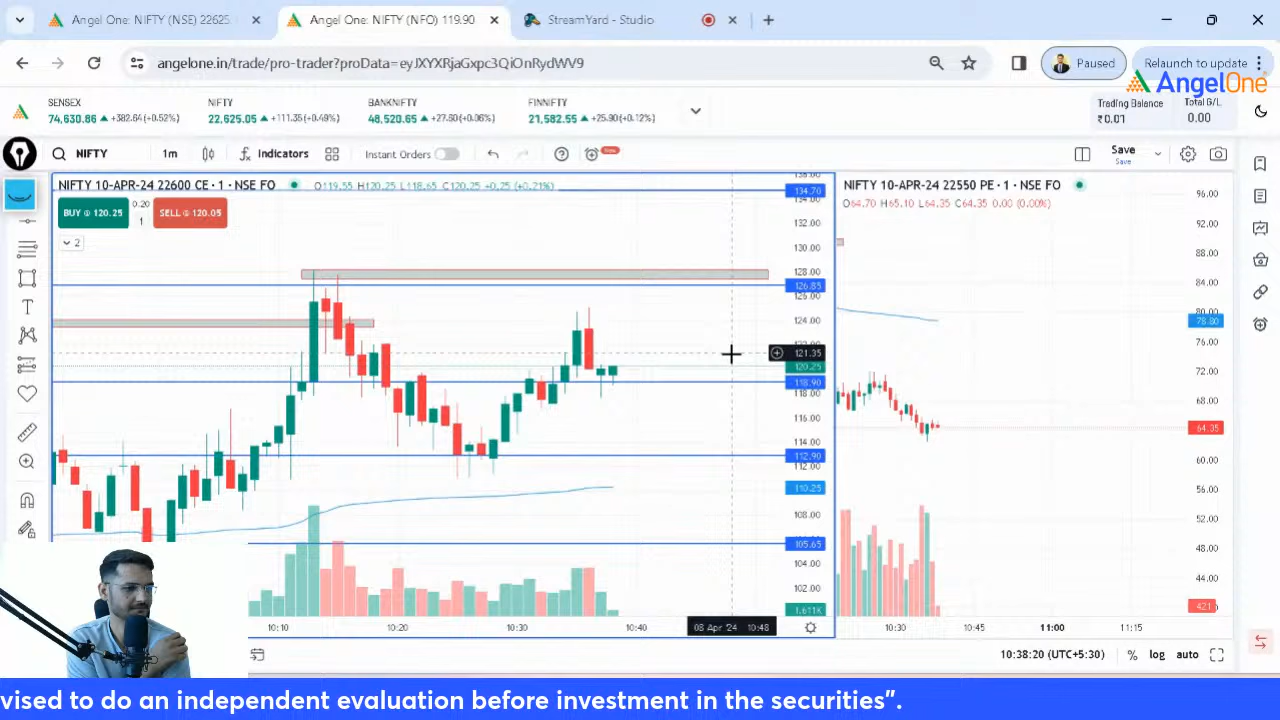 Angel One: NIFTY (NSE) 22625.
Angel One: NIFTY (NFO) 119.90
StreamYard - Studio
angelone.in/trade/pro-trader?proData=eyJXYXRjaGxpc3QiOnRydWV9
Paused
Relaunch to update
AngelOne
SENSEX
74,630.86 +382.64 (+0.52%)
NIFTY
22,625.05 +111.35 (+0.49%)
BANKNIFTY
48,520.65 +27.60 (+0.06%)
FINNIFTY
21,582.55 +25.90 (+0.12%)
Trading Balance
₹0.01
Total G/L
0.00
NIFTY
1m
Indicators
Instant Orders
New
Save
Save
NIFTY 10-APR-24 22600 CE · 1 · NSE FO
O119.55 H120.25 L118.65 C120.25 +0.25 (+0.21%)
BUY @ 120.25
0.20
1
SELL @ 120.05
2
NIFTY 10-APR-24 22550 PE · 1 · NSE FO
O64.70 H65.10 L64.35 C64.35 0.00 (0.00%)
134.70
132.00
130.00
128.00
126.85
126.00
124.00
121.35
120.25
118.90
118.00
116.00
114.00
112.90
112.00
110.25
108.00
105.65
104.00
102.00
1.611K
96.00
92.00
88.00
84.00
80.00
78.80
76.00
72.00
68.00
64.35
60.00
56.00
52.00
48.00
44.00
421
10:10
10:20
10:30
10:40
08 Apr '24 10:48
10:30
10:45
11:00
11:15
10:38:20 (UTC+5:30)
%
log
auto
vised to do an independent evaluation before investment in the securities”.